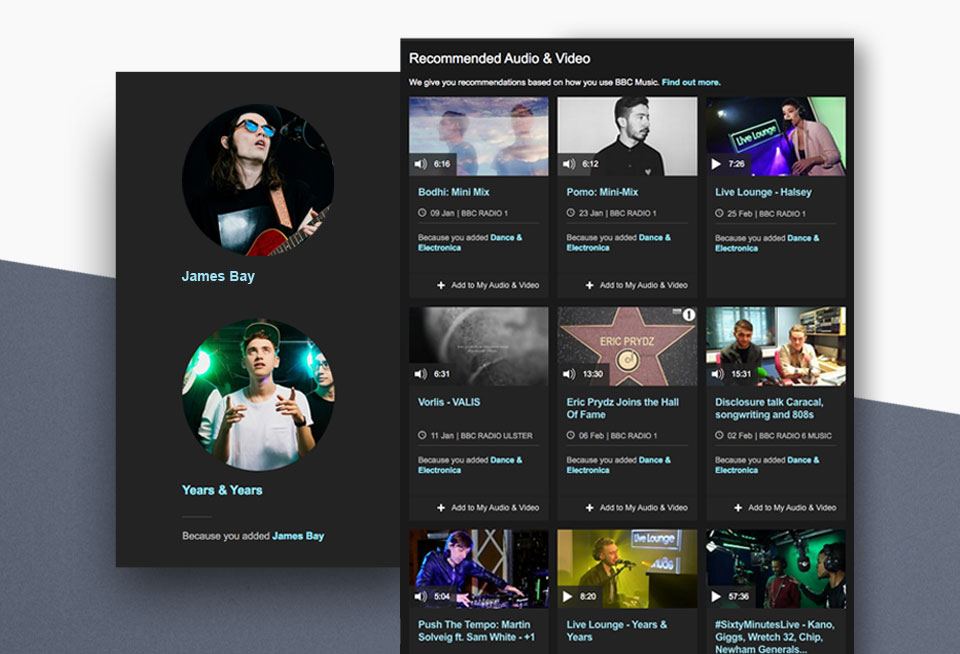 James Bay
Years & Years
Because you added James Bay
Recommended Audio & Video
We give you recommendations based on how you use BBC Music. Find out more.
6:16
Bodhi: Mini Mix
09 Jan | BBC RADIO 1
Because you added Dance &
Electronica
+ Add to My Audio & Video
6:12
Pomo: Mini-Mix
23 Jan | BBC RADIO 1
Because you added Dance &
Electronica
+ Add to My Audio & Video
Live Lounge
7:26
Live Lounge - Halsey
25 Feb | BBC RADIO 1
Because you added Dance &
Electronica
6:31
Vorlis - VALIS
11 Jan | BBC RADIO ULSTER
Because you added Dance &
Electronica
+ Add to My Audio & Video
1
ERIC PRYDZ
13:30
Eric Prydz Joins the Hall
Of Fame
06 Feb | BBC RADIO 1
Because you added Dance &
Electronica
+ Add to My Audio & Video
15:31
Disclosure talk Caracal,
songwriting and 808s
02 Feb | BBC RADIO 6 MUSIC
Because you added Dance &
Electronica
+ Add to My Audio & Video
5:04
Push The Tempo: Martin
Solveig ft. Sam White - +1
Live Lounge
8:20
Live Lounge - Years &
Years
57:36
#SixtyMinutesLive - Kano,
Giggs, Wretch 32, Chip,
Newham Generals...